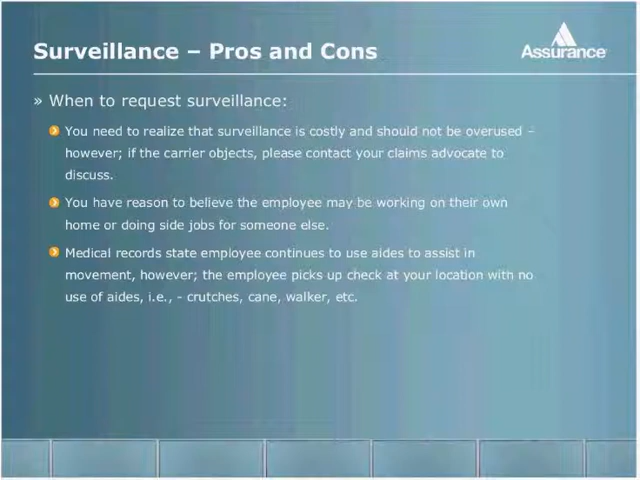 Surveillance – Pros and Cons
Assurance
» When to request surveillance:
You need to realize that surveillance is costly and should not be overused –
however; if the carrier objects, please contact your claims advocate to
discuss.
You have reason to believe the employee may be working on their own
home or doing side jobs for someone else.
Medical records state employee continues to use aides to assist in
movement, however; the employee picks up check at your location with no
use of aides, i.e., - crutches, cane, walker, etc.